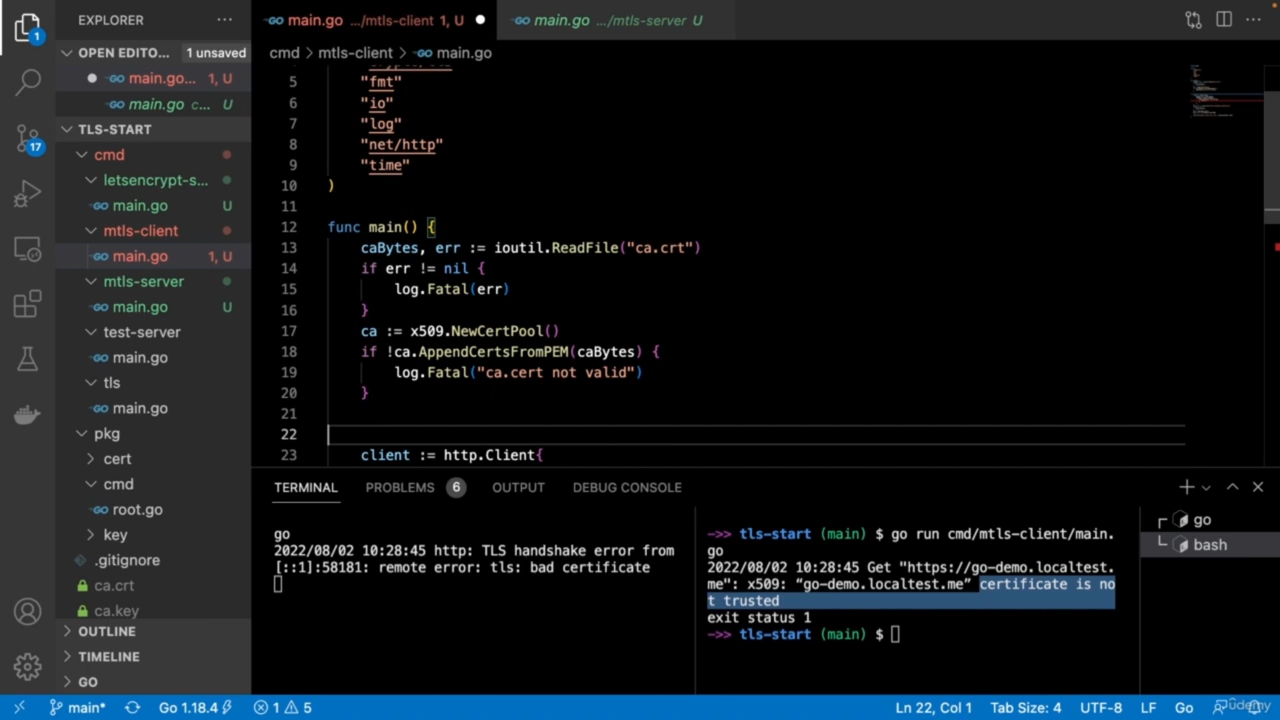 EXPLORER
main.go .../mtls-client 1, U
main.go .../mtls-server U
OPEN EDITO... 1 unsaved
cmd > mtls-client > main.go
main.go... 1, U
main.go c... U
TLS-START
cmd
letsencrypt-s...
main.go U
mtls-client
main.go 1, U
mtls-server
main.go U
test-server
main.go
tls
main.go
pkg
cert
cmd
root.go
key
.gitignore
ca.crt
ca.key
OUTLINE
TIMELINE
GO
1
17
5 "fmt"
6 "io"
7 "log"
8 "net/http"
9 "time"
10 )
11
12 func main() {
13 caBytes, err := ioutil.ReadFile("ca.crt")
14 if err != nil {
15 log.Fatal(err)
16 }
17 ca := x509.NewCertPool()
18 if !ca.AppendCertsFromPEM(caBytes) {
19 log.Fatal("ca.cert not valid")
20 }
21
22
23 client := http.Client{
TERMINAL PROBLEMS 6 OUTPUT DEBUG CONSOLE
go
2022/08/02 10:28:45 http: TLS handshake error from
[::1]:58181: remote error: tls: bad certificate
->> tls-start (main) $ go run cmd/mtls-client/main.
go
2022/08/02 10:28:45 Get "https://go-demo.localtest.
me": x509: “go-demo.localtest.me” certificate is no
t trusted
exit status 1
->> tls-start (main) $
go
bash
main* Go 1.18.4 1 5 Ln 22, Col 1 Tab Size: 4 UTF-8 LF Go
Udemy